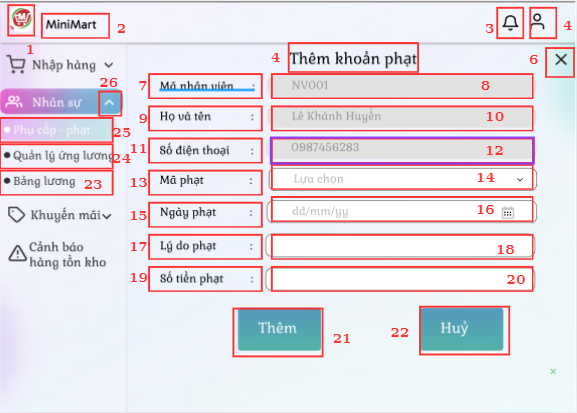 MiniMart
1
2
3
4
Nhập hàng
4 Thêm khoản phạt
6
Nhân sự
26
7 Mã nhân viên : NV001 8
9 Họ và tên : Lê Khánh Huyền 10
Phụ cấp - phạt 25
Quản lý ứng lương 24
11 Số điện thoại : 0987456283 12
Bảng lương 23
13 Mã phạt : Lựa chọn 14
Khuyến mãi
15 Ngày phạt : dd/mm/yy 16
Cảnh báo
hàng tồn kho
17 Lý do phạt : 18
19 Số tiền phạt : 20
Thêm 21
22 Huỷ